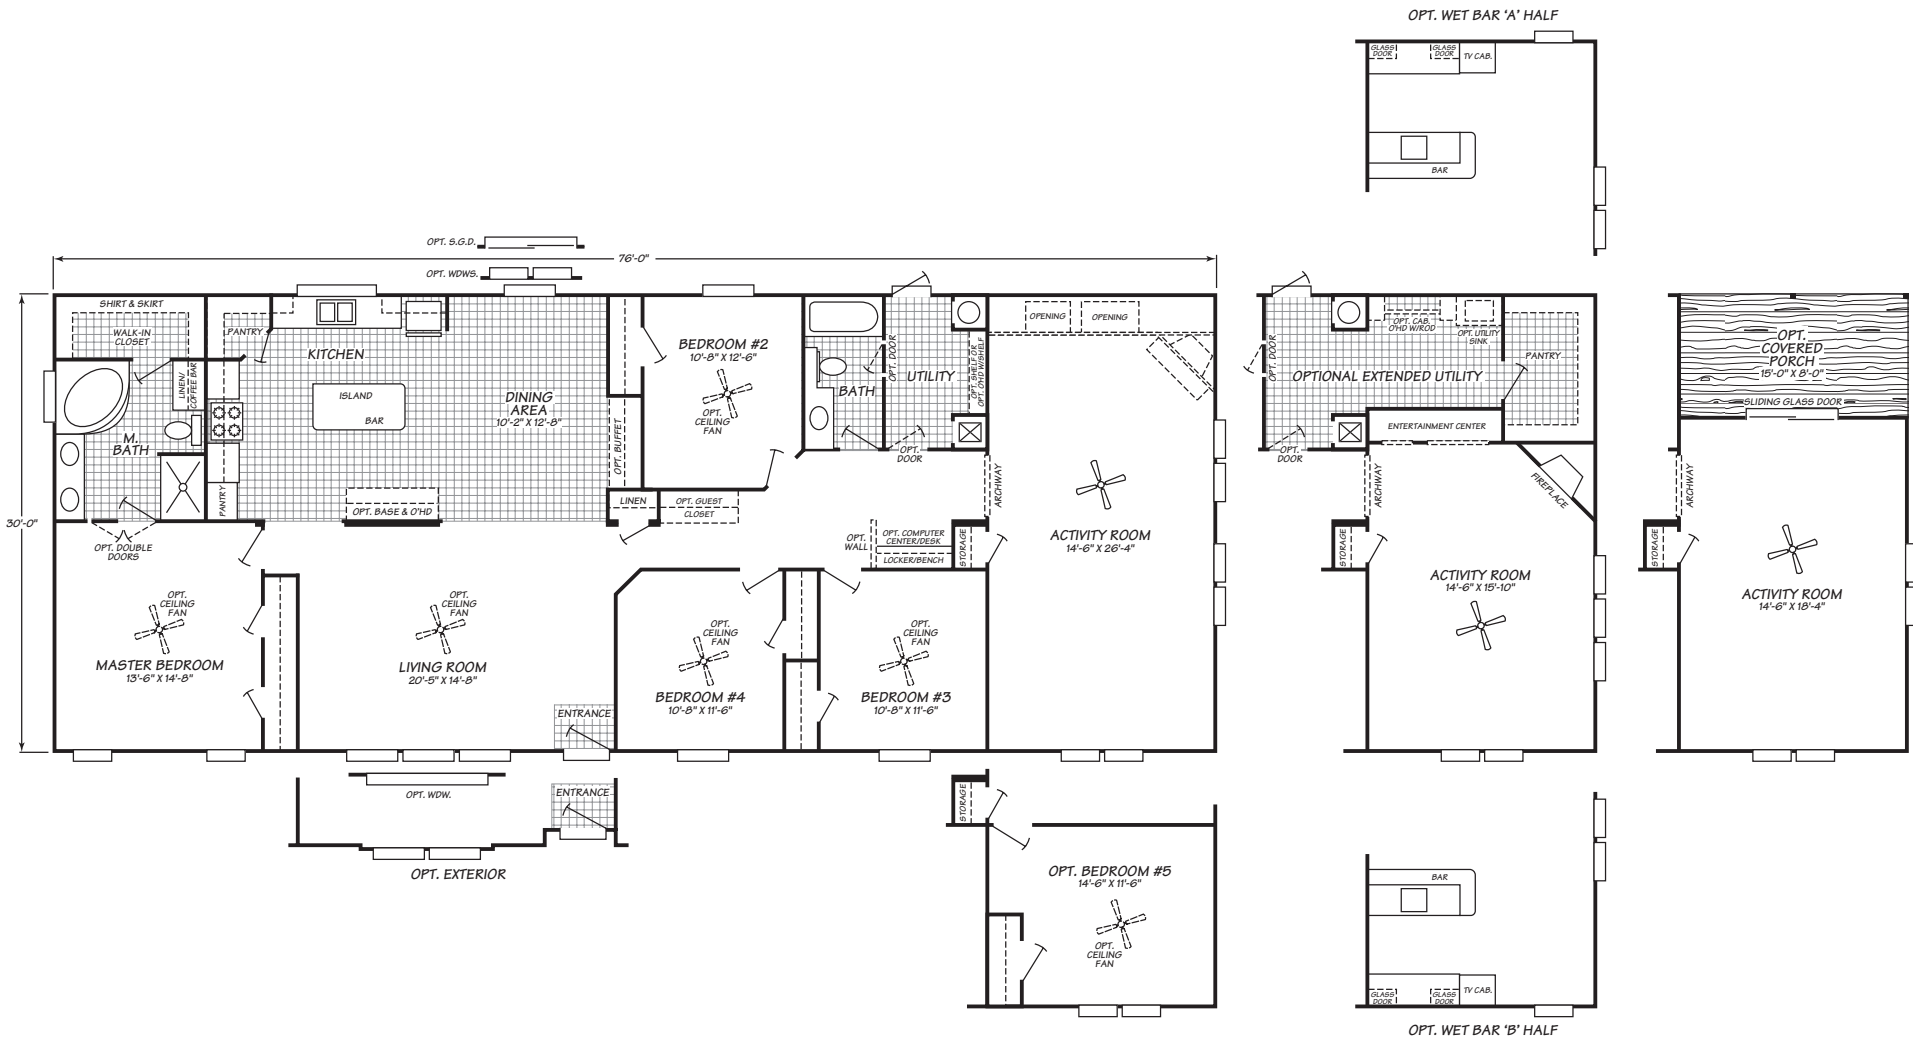 OPT. WET BAR 'A' HALF
GLASS
DOOR
GLASS
DOOR
TV CAB.
BAR
OPT. S.G.D.
76'-0"
OPT. WDWS.
30'-0"
SHIRT & SKIRT
WALK-IN
CLOSET
LINEN/
COFFEE BAR
M.
BATH
PANTRY
KITCHEN
ISLAND
BAR
PANTRY
OPT. BASE & O'HD
DINING
AREA
10'-2" X 12'-8"
OPT. BUFFET
BEDROOM #2
10'-8" X 12'-6"
OPT.
CEILING
FAN
BATH
OPT. DOOR
UTILITY
OPT. SHELF OR
OPT. O'HD W/SHELF
OPT.
DOOR
OPENING
OPENING
ARCHWAY
ACTIVITY ROOM
14'-6" X 26'-4"
LINEN
OPT. GUEST
CLOSET
OPT.
WALL
OPT. COMPUTER
CENTER/DESK
LOCKER/BENCH
STORAGE
OPT. DOUBLE
DOORS
OPT.
CEILING
FAN
MASTER BEDROOM
13'-6" X 14'-8"
OPT.
CEILING
FAN
LIVING ROOM
20'-5" X 14'-8"
ENTRANCE
OPT.
CEILING
FAN
BEDROOM #4
10'-8" X 11'-6"
OPT.
CEILING
FAN
BEDROOM #3
10'-8" X 11'-6"
OPT. DOOR
OPT. CAB.
O'HD W/ROD
OPT. UTILITY
SINK
PANTRY
OPTIONAL EXTENDED UTILITY
ENTERTAINMENT CENTER
OPT.
DOOR
ARCHWAY
FIREPLACE
STORAGE
ACTIVITY ROOM
14'-6" X 15'-10"
OPT.
COVERED
PORCH
15'-0" X 8'-0"
SLIDING GLASS DOOR
ARCHWAY
STORAGE
ACTIVITY ROOM
14'-6" X 18'-4"
OPT. WDW.
ENTRANCE
OPT. EXTERIOR
STORAGE
OPT. BEDROOM #5
14'-6" X 11'-6"
OPT.
CEILING
FAN
BAR
GLASS
DOOR
GLASS
DOOR
TV CAB.
OPT. WET BAR 'B' HALF